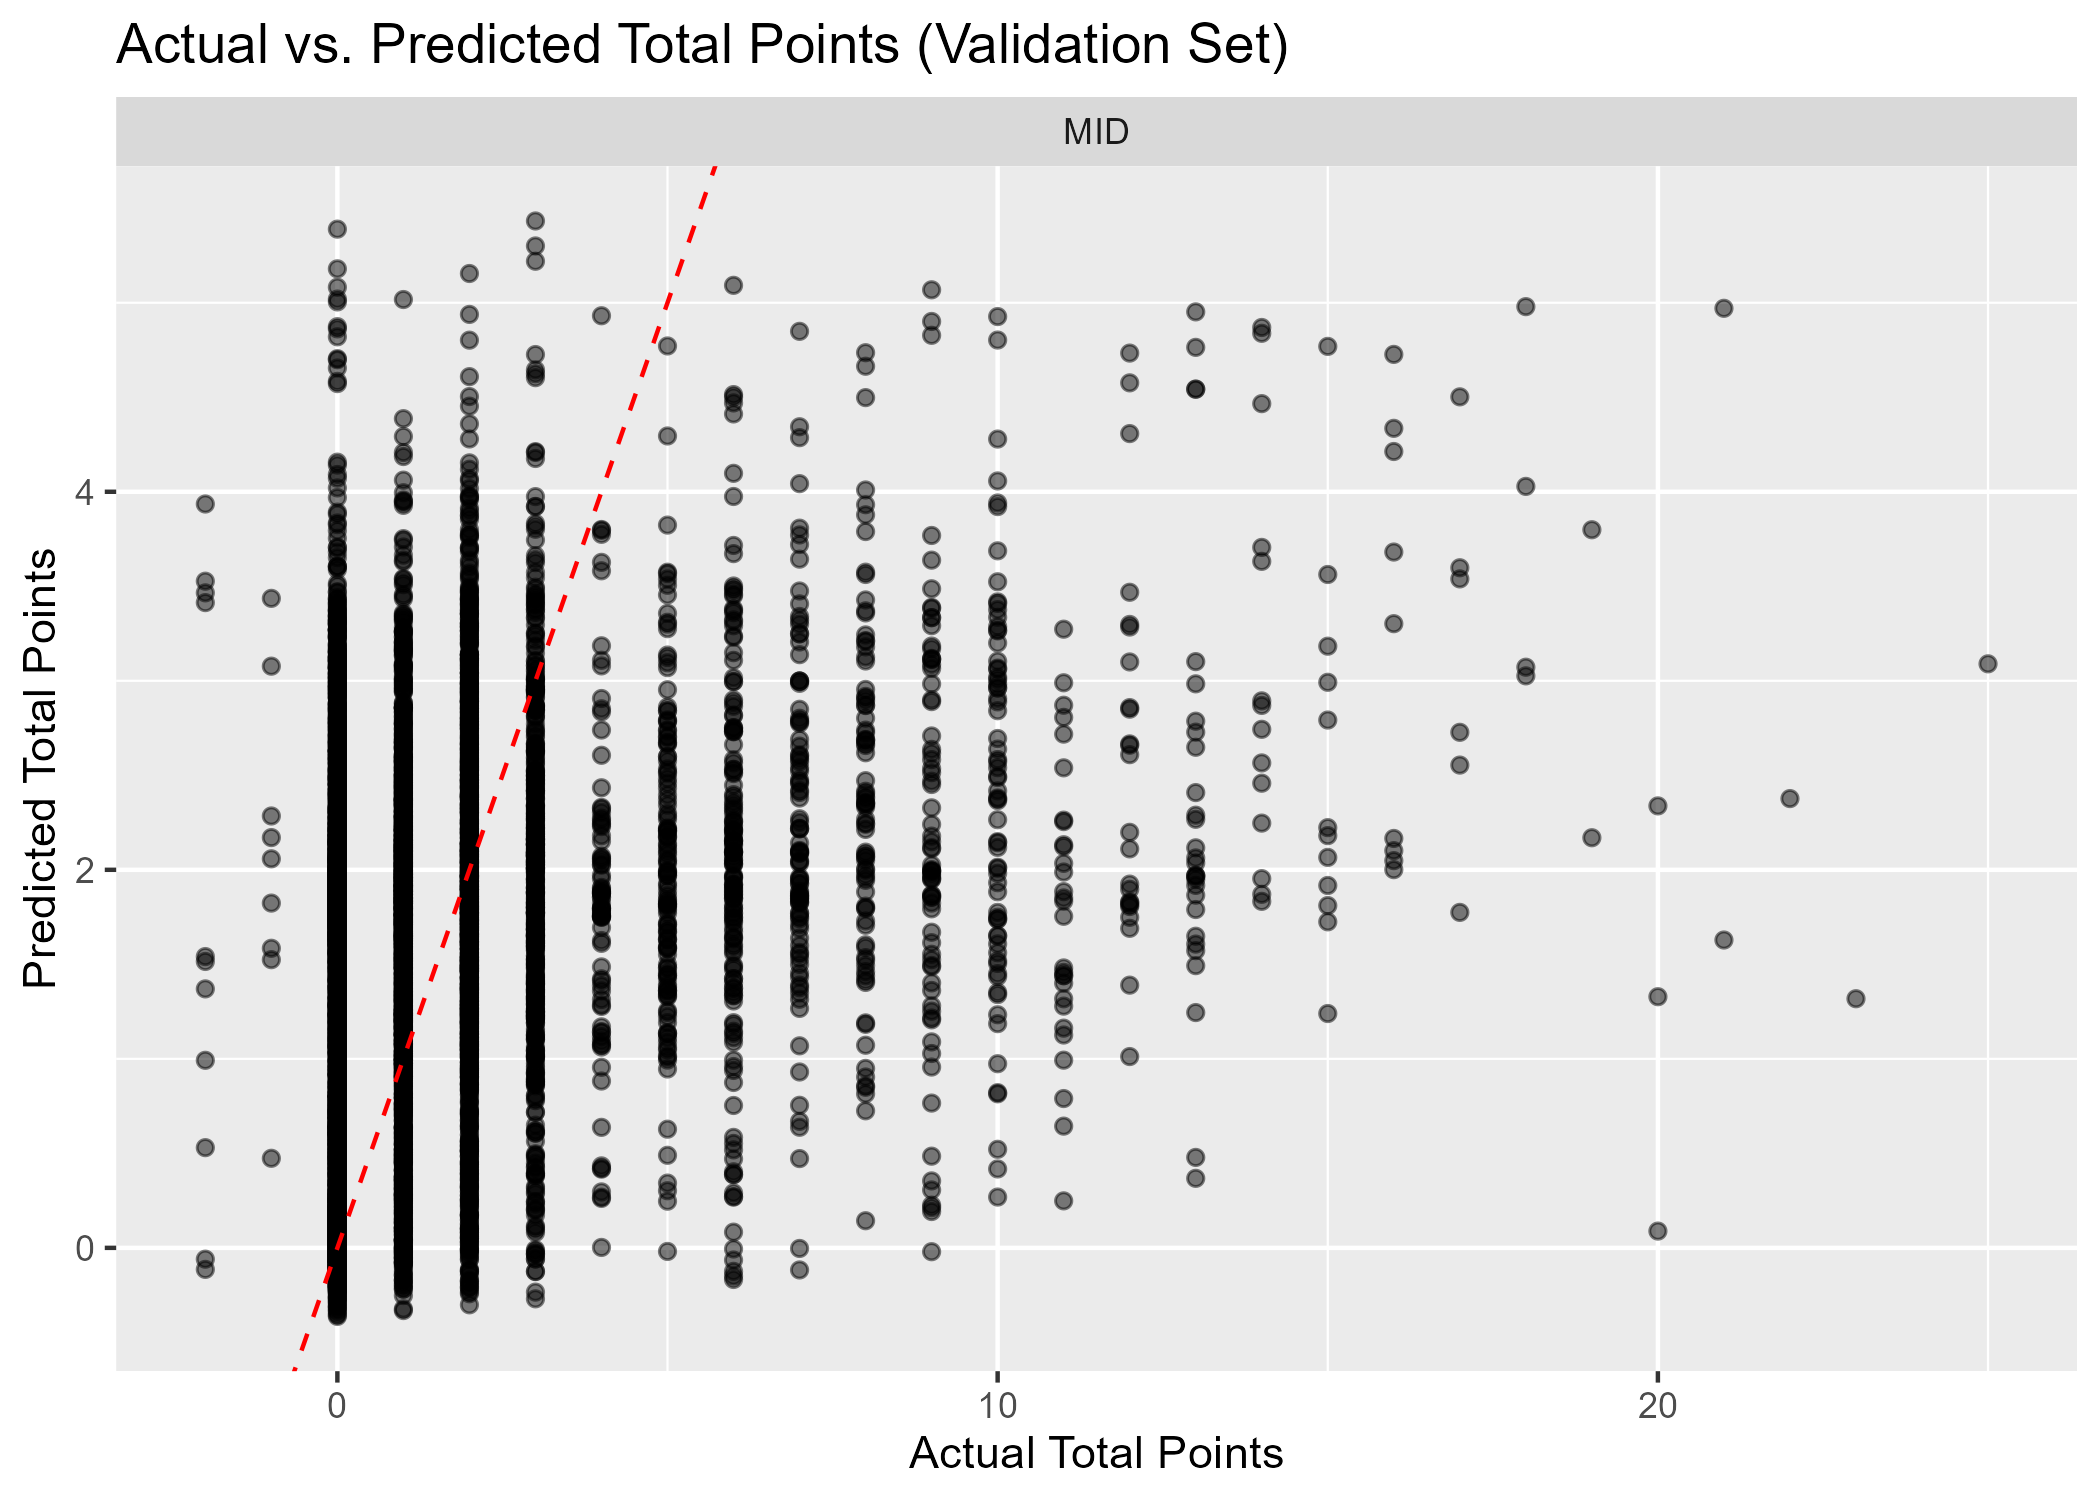 Actual vs. Predicted Total Points (Validation Set)
MID
4
2
0
Predicted Total Points
0
10
20
Actual Total Points